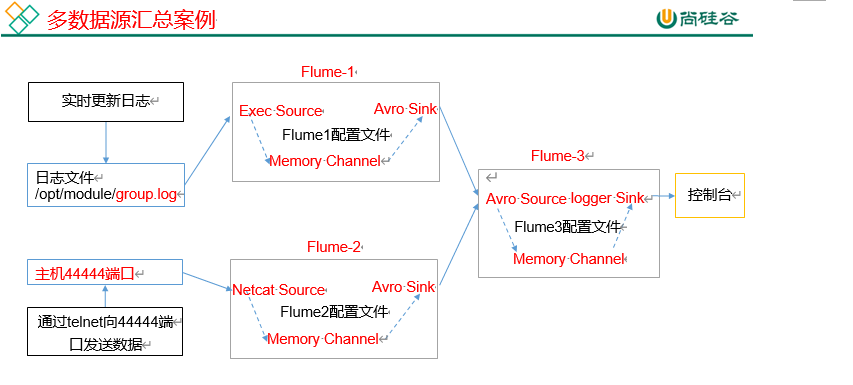 多数据源汇总案例
尚硅谷
Flume-1
实时更新日志
Exec Source
Avro Sink
Flume1配置文件
Memory Channel
日志文件
/opt/module/group.log
Flume-3
Avro Source
logger Sink
Flume3配置文件
Memory Channel
控制台
Flume-2
主机44444端口
Netcat Source
Avro Sink
Flume2配置文件
Memory Channel
通过telnet向44444端
口发送数据